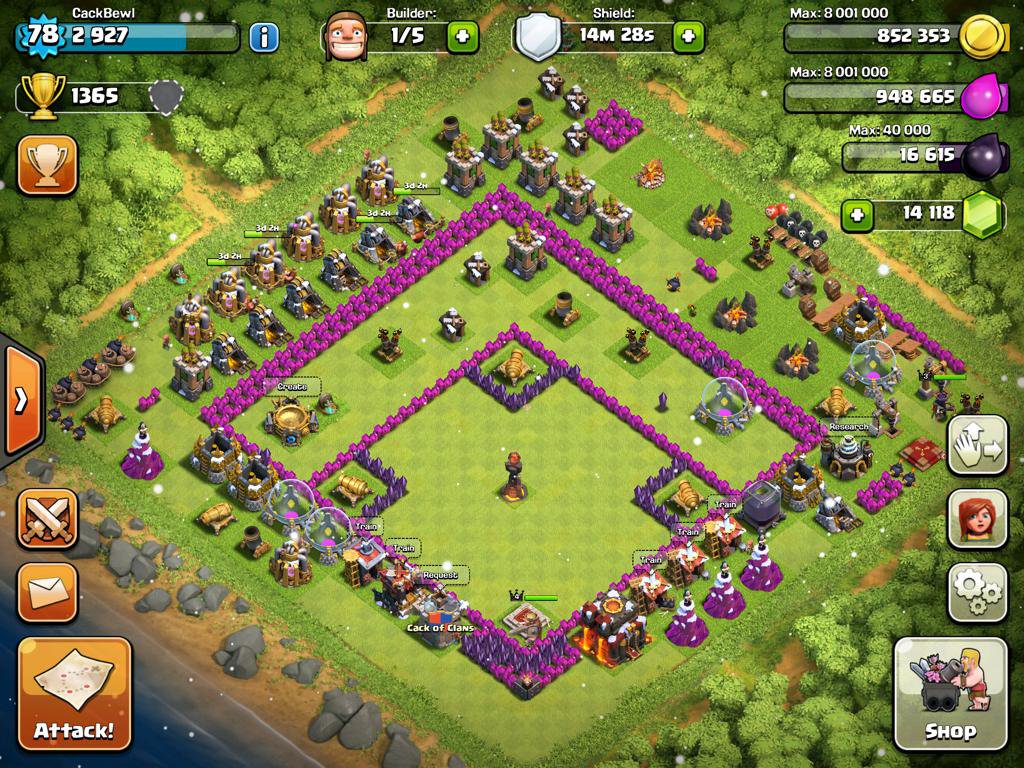 CackBewl
78 2 927
Builder:
1/5
Shield:
14m 28s
Max: 8 001 000
852 353
1365
Max: 8 001 000
948 665
Max: 40 000
16 615
14 118
3d 2H
3d 2H
3d 2H
3d 2H
Create
Research
Train
Train
Train
Train
Train
Request
Cack of Clans
Attack!
Shop